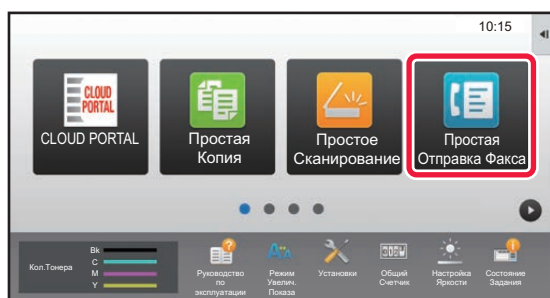 10:15
CLOUD
PORTAL
CLOUD PORTAL
Простая
Копия
Простое
Сканирование
Простая
Отправка Факса
Кол.Тонера
Bk
C
M
Y
Руководство
по
эксплуатации
Режим
Увелич.
Показа
Установки
Общий
Счетчик
Настройка
Яркости
Состояние
Задания